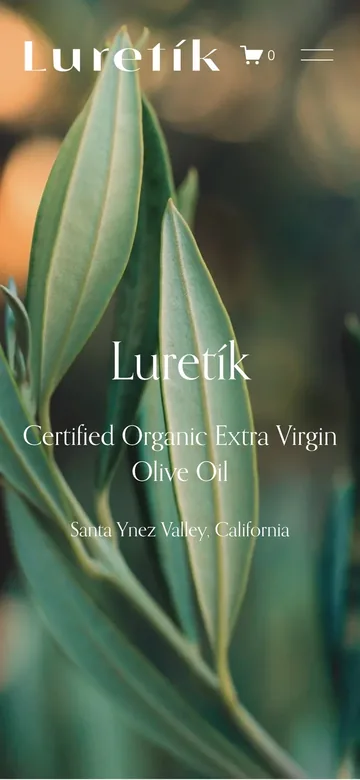 Luretík
0
Luretík
Certified Organic Extra Virgin
Olive Oil
Santa Ynez Valley, California